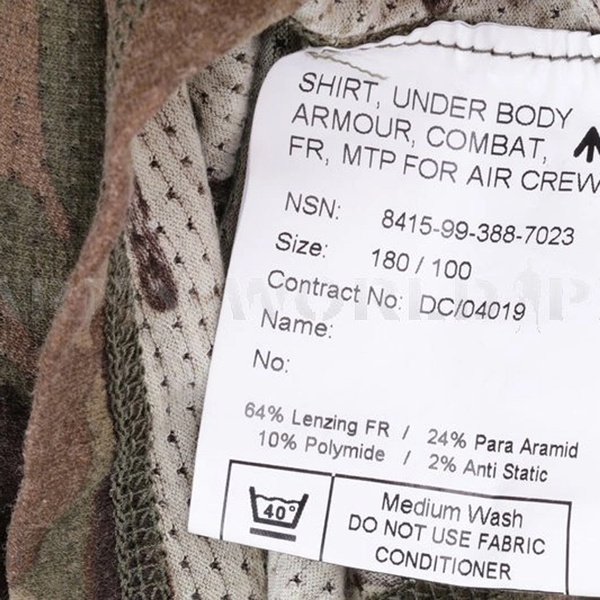 SHIRT, UNDER BODY
ARMOUR, COMBAT,
FR, MTP FOR AIR CREW
NSN: 8415-99-388-7023
Size: 180 / 100
Contract No: DC/04019
Name:
No:
64% Lenzing FR / 24% Para Aramid
10% Polymide / 2% Anti Static
40°
Medium Wash
DO NOT USE FABRIC
CONDITIONER